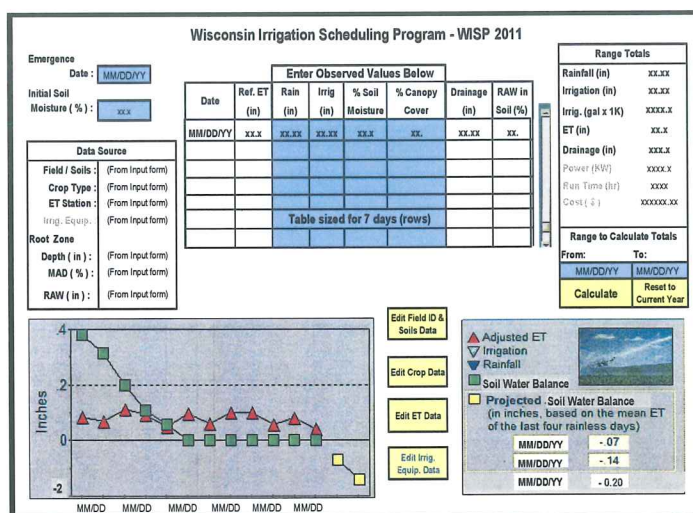 Wisconsin Irrigation Scheduling Program - WISP 2011
Emergence
Date : MM/DD/YY
Initial Soil
Moisture ( % ) : xx.x
Data Source
Field / Soils : (From Input form)
Crop Type : (From Input form)
ET Station : (From Input form)
Irrig. Equip. (From Input form)
Root Zone
Depth ( in ) : (From Input form)
MAD ( % ) : (From Input form)
RAW ( in ) : (From Input form)
Enter Observed Values Below
Date Ref. ET (in) Rain (in) Irrig (in) % Soil Moisture % Canopy Cover Drainage (in) RAW in Soil (%)
MM/DD/YY xx.x xx.xx xx.xx xx.x xx. xx.xx xx.
Table sized for 7 days (rows)
Range Totals
Rainfall (in) xx.xx
Irrigation (in) xx.xx
Irrig. (gal x 1K) xxxx.x
ET (in) xx.x
Drainage (in) xxx.x
Power (KW) xxxx.x
Run Time (hr) xxxx
Cost ( $ ) xxxxxx.xx
Range to Calculate Totals
From: To:
MM/DD/YY MM/DD/YY
Calculate Reset to Current Year
.4
.2
0
-2
Inches
MM/DD MM/DD MM/DD MM/DD MM/DD MM/DD
Edit Field ID &
Soils Data
Edit Crop Data
Edit ET Data
Edit Irrig.
Equip. Data
Adjusted ET
Irrigation
Rainfall
Soil Water Balance
Projected Soil Water Balance
(in inches, based on the mean ET
of the last four rainless days)
MM/DD/YY -.07
MM/DD/YY -.14
MM/DD/YY -0.20